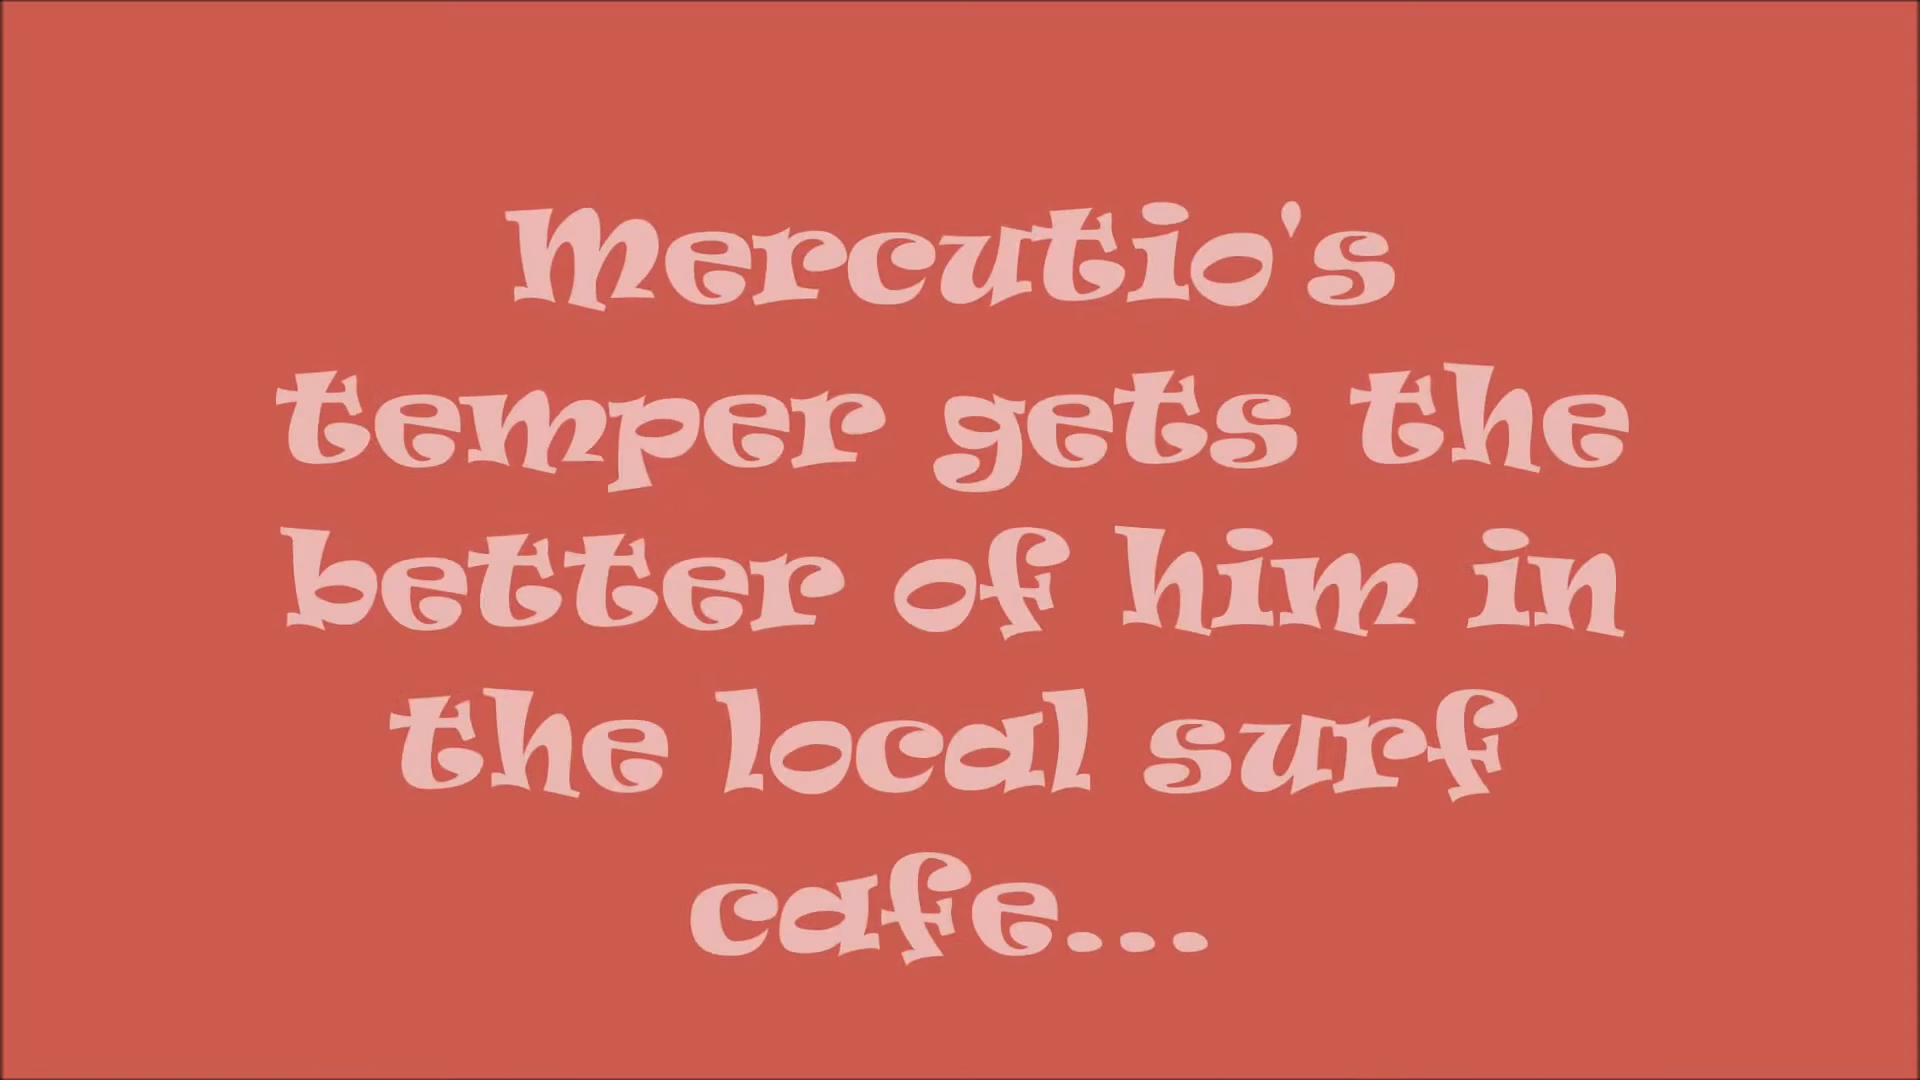 Mercutio's
temper gets the
better of him in
the local surf
cafe...